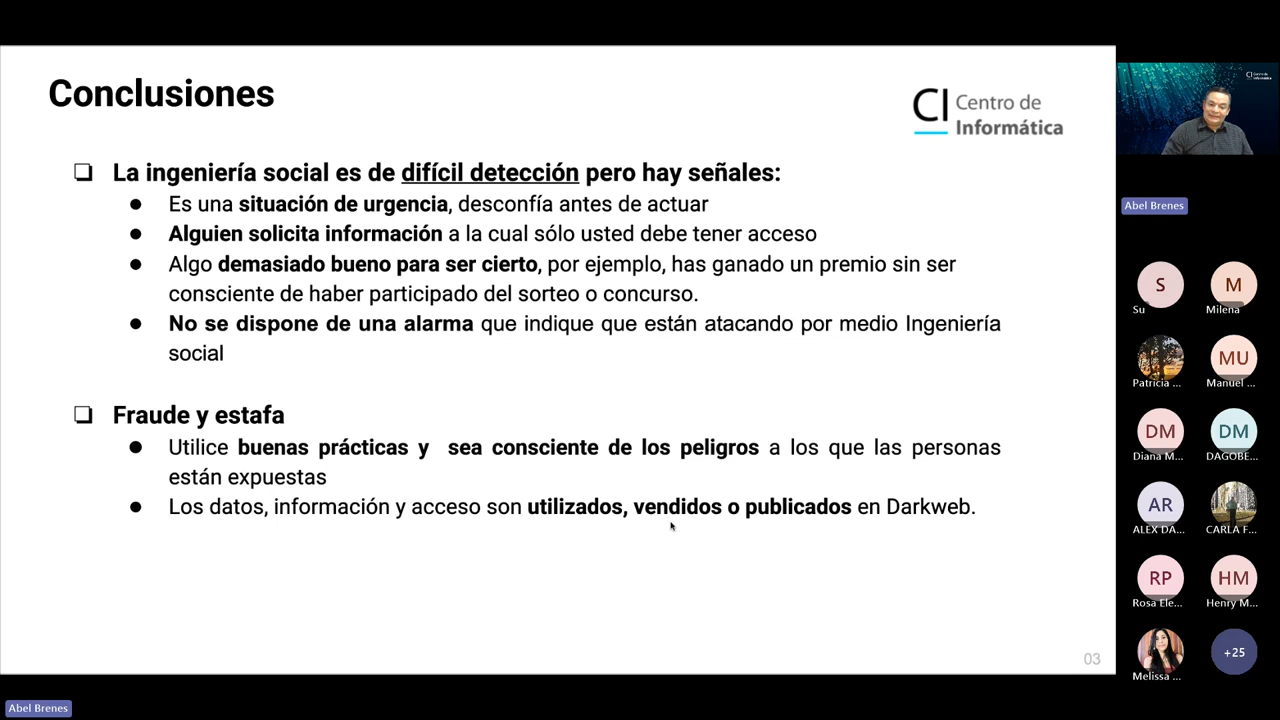 Conclusiones
CI Centro de
Informática
❏ La ingeniería social es de difícil detección pero hay señales:
● Es una situación de urgencia, desconfía antes de actuar
● Alguien solicita información a la cual sólo usted debe tener acceso
● Algo demasiado bueno para ser cierto, por ejemplo, has ganado un premio sin ser
consciente de haber participado del sorteo o concurso.
● No se dispone de una alarma que indique que están atacando por medio Ingeniería
social
❏ Fraude y estafa
● Utilice buenas prácticas y sea consciente de los peligros a los que las personas
están expuestas
● Los datos, información y acceso son utilizados, vendidos o publicados en Darkweb.
03
Abel Brenes
CI Centro de
Informática
Abel Brenes
S M
Su Milena
MU
Patricia ... Manuel ...
DM DM
Diana M... DAGOBE...
AR
ALEX DA... CARLA F...
RP HM
Rosa Ele... Henry M...
+25
Melissa ...